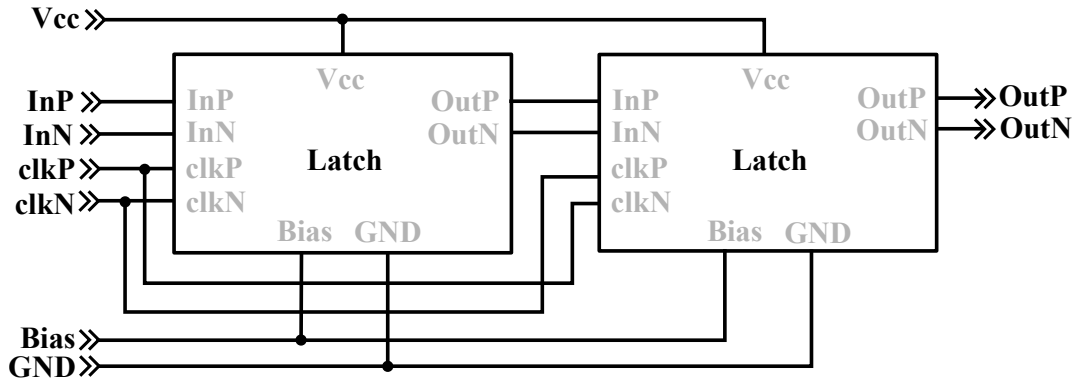 Vcc
Vcc
Vcc
InP
InP
OutP
InP
OutP
OutP
InN
InN
OutN
InN
OutN
OutN
clkP
clkP
Latch
clkP
Latch
clkN
clkN
clkN
Bias
GND
Bias
GND
Bias
GND